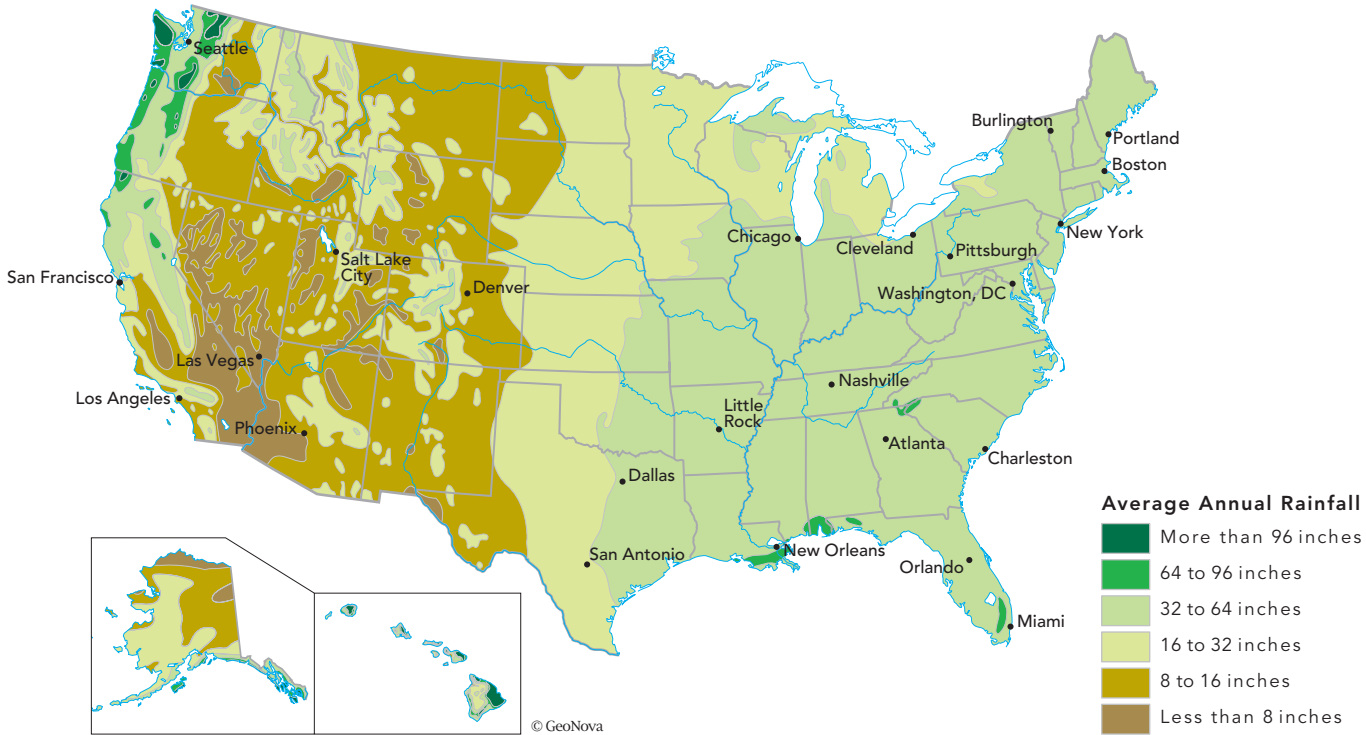 Seattle
Burlington
Portland
Boston
New York
Chicago
Cleveland
Pittsburgh
Salt Lake
City
San Francisco
Denver
Washington, DC
Las Vegas
Nashville
Los Angeles
Little
Rock
Phoenix
Atlanta
Charleston
Dallas
San Antonio
New Orleans
Orlando
Miami
Average Annual Rainfall
More than 96 inches
64 to 96 inches
32 to 64 inches
16 to 32 inches
8 to 16 inches
Less than 8 inches
© GeoNova